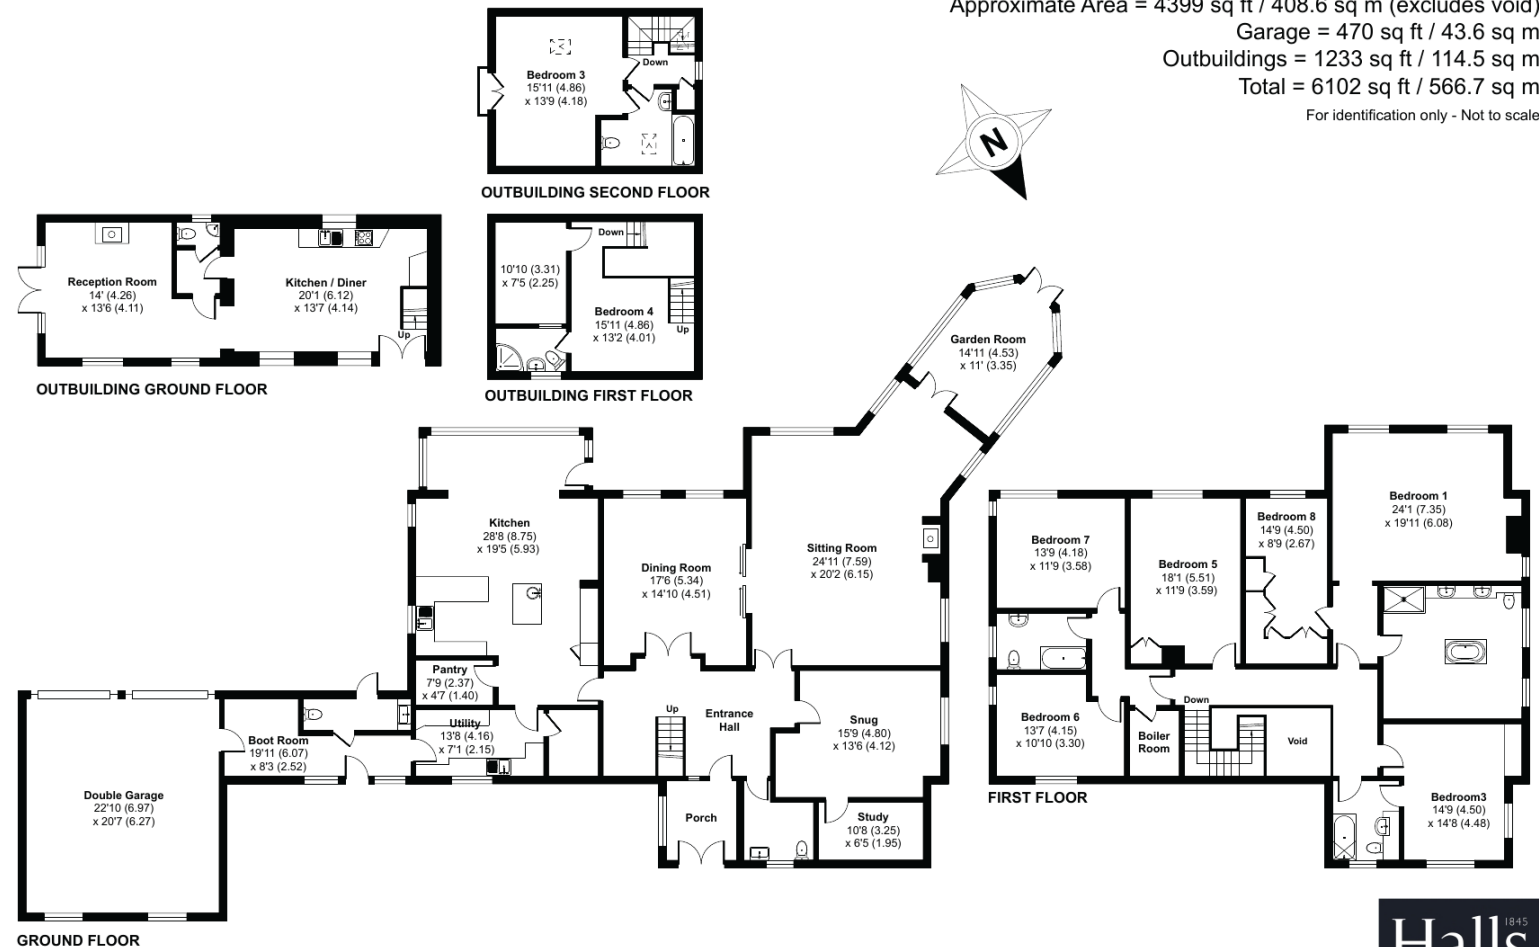 Approximate Area = 4399 sq ft / 408.6 sq m (excludes void)
Garage = 470 sq ft / 43.6 sq m
Outbuildings = 1233 sq ft / 114.5 sq m
Total = 6102 sq ft / 566.7 sq m
For identification only - Not to scale
N
Bedroom 3
15'11 (4.86)
x 13'9 (4.18)
Down
OUTBUILDING SECOND FLOOR
Reception Room
14' (4.26)
x 13'6 (4.11)
Kitchen / Diner
20'1 (6.12)
x 13'7 (4.14)
Up
OUTBUILDING GROUND FLOOR
Down
10'10 (3.31)
x 7'5 (2.25)
Bedroom 4
15'11 (4.86)
x 13'2 (4.01)
Up
OUTBUILDING FIRST FLOOR
Garden Room
14'11 (4.53)
x 11' (3.35)
Kitchen
28'8 (8.75)
x 19'5 (5.93)
Dining Room
17'6 (5.34)
x 14'10 (4.51)
Sitting Room
24'11 (7.59)
x 20'2 (6.15)
Pantry
7'9 (2.37)
x 4'7 (1.40)
Utility
13'8 (4.16)
x 7'1 (2.15)
Boot Room
19'11 (6.07)
x 8'3 (2.52)
Up
Entrance
Hall
Snug
15'9 (4.80)
x 13'6 (4.12)
Double Garage
22'10 (6.97)
x 20'7 (6.27)
Porch
Study
10'8 (3.25)
x 6'5 (1.95)
GROUND FLOOR
Bedroom 1
24'1 (7.35)
x 19'11 (6.08)
Bedroom 8
14'9 (4.50)
x 8'9 (2.67)
Bedroom 7
13'9 (4.18)
x 11'9 (3.58)
Bedroom 5
18'1 (5.51)
x 11'9 (3.59)
Down
Bedroom 6
13'7 (4.15)
x 10'10 (3.30)
Boiler
Room
Void
Bedroom3
14'9 (4.50)
x 14'8 (4.48)
FIRST FLOOR
1845
Halls